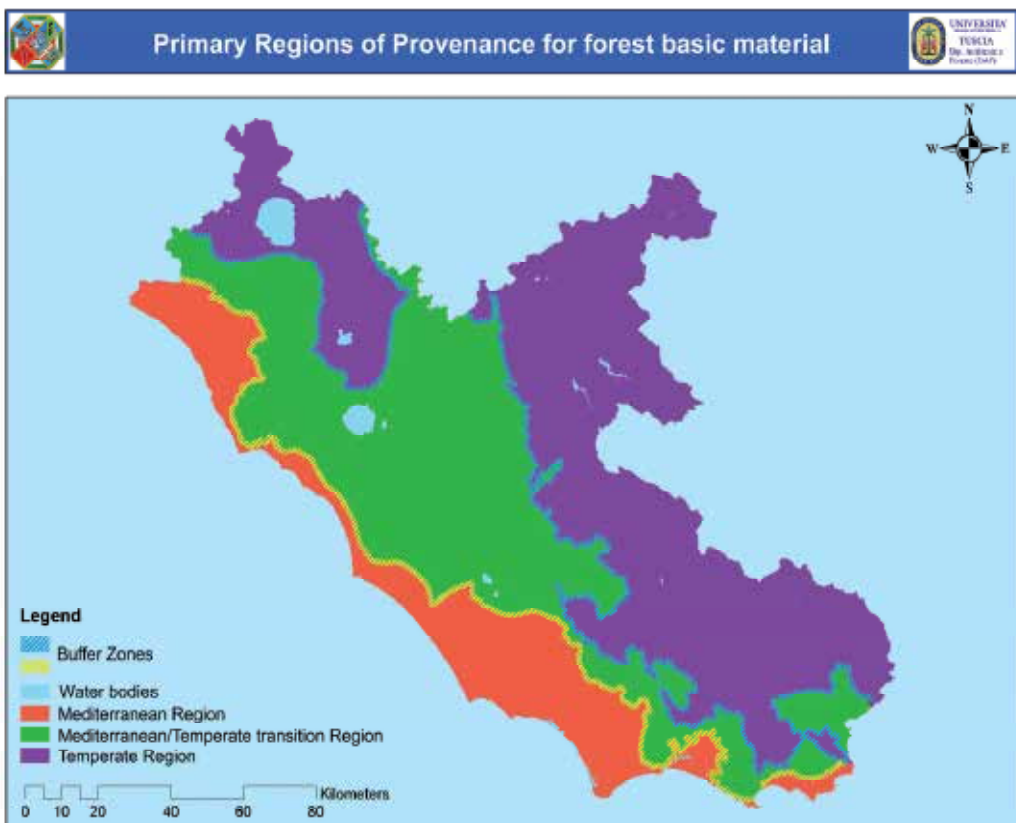 Primary Regions of Provenance for forest basic material
UNIVERSITA'
TUSCIA
N
W E
S
Legend
Buffer Zones
Water bodies
Mediterranean Region
Mediterranean/Temperate transition Region
Temperate Region
Kilometers
0 10 20 40 60 80